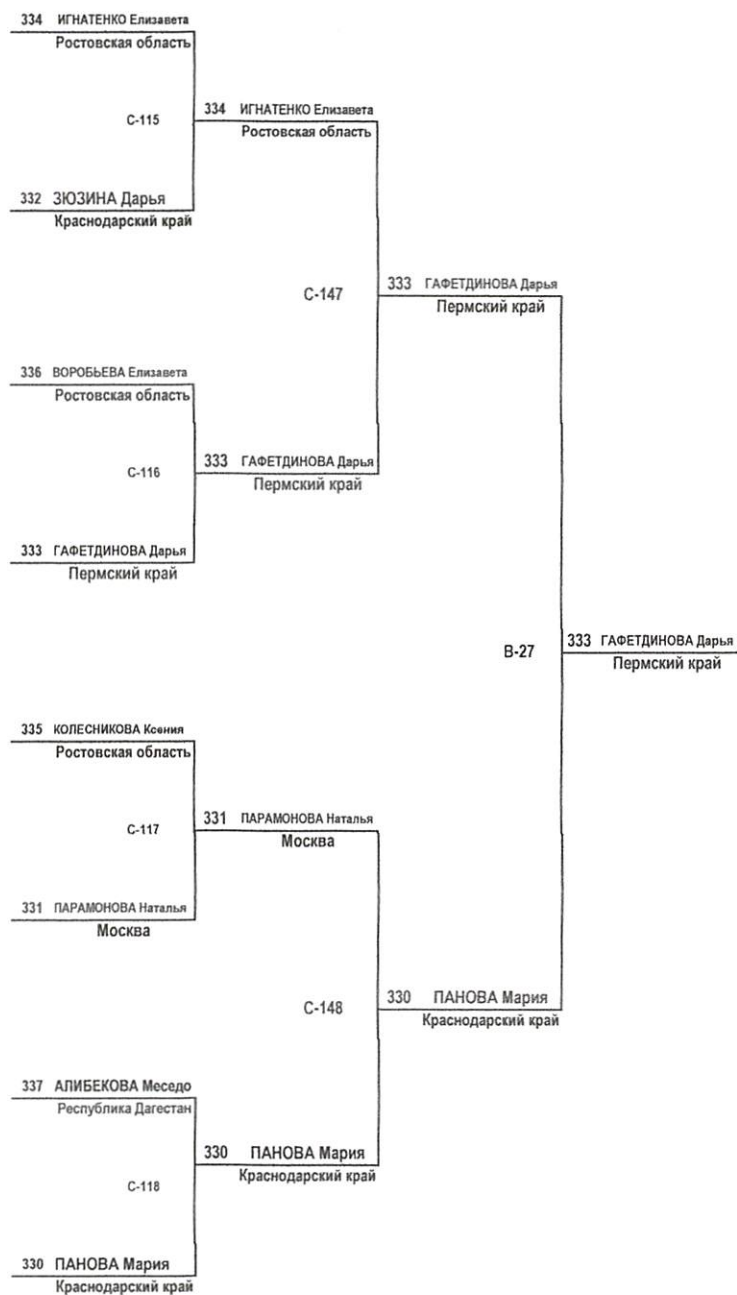 334 ИГНАТЕНКО Елизавета
Ростовская область
С-115
334 ИГНАТЕНКО Елизавета
Ростовская область
332 ЗЮЗИНА Дарья
Краснодарский край
С-147
333 ГАФЕТДИНОВА Дарья
Пермский край
336 ВОРОБЬЕВА Елизавета
Ростовская область
С-116
333 ГАФЕТДИНОВА Дарья
Пермский край
333 ГАФЕТДИНОВА Дарья
Пермский край
В-27
333 ГАФЕТДИНОВА Дарья
Пермский край
335 КОЛЕСНИКОВА Ксения
Ростовская область
С-117
331 ПАРАМОНОВА Наталья
Москва
331 ПАРАМОНОВА Наталья
Москва
С-148
330 ПАНОВА Мария
Краснодарский край
337 АЛИБЕКОВА Меседо
Республика Дагестан
С-118
330 ПАНОВА Мария
Краснодарский край
330 ПАНОВА Мария
Краснодарский край